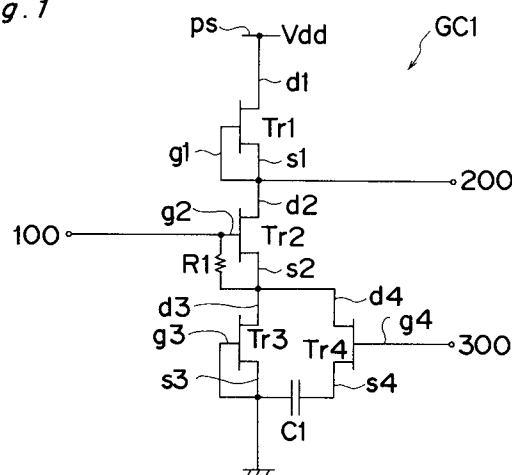 g.1
ps
Vdd
GC1
d1
Tr1
g1
s1
200
d2
g2
100
Tr2
R1
s2
d3
d4
g3
Tr3
g4
Tr4
300
s3
s4
C1